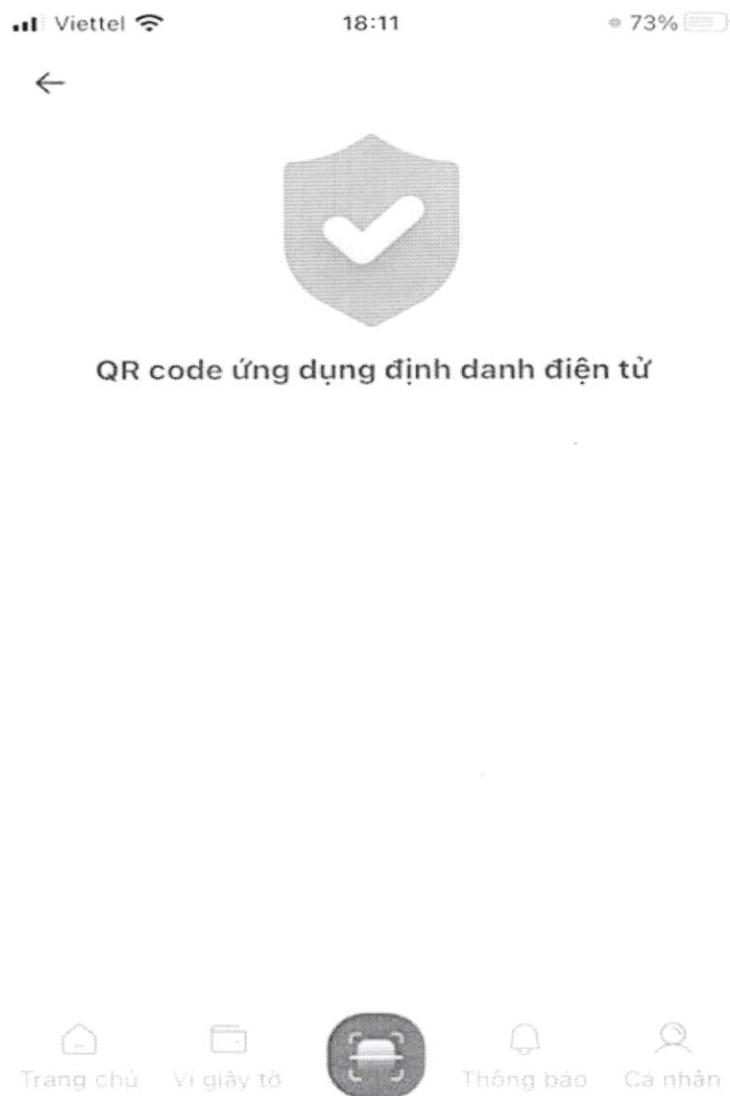 Viettel 18:11 73%
QR code ứng dụng định danh điện tử
Trang chủ Ví giấy tờ Thông báo Cá nhân